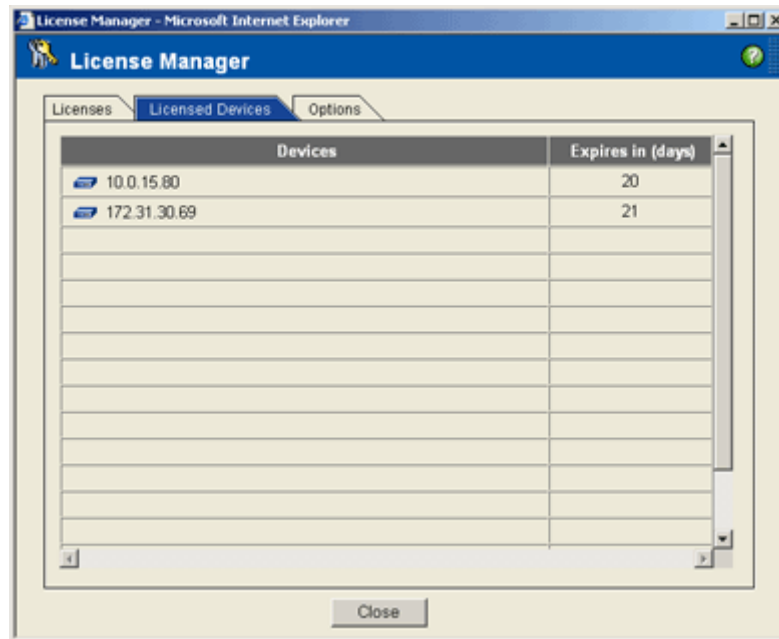 License Manager - Microsoft Internet Explorer
License Manager
Licenses Licensed Devices Options
Devices Expires in (days)
10.0.15.80 20
172.31.30.69 21
Close